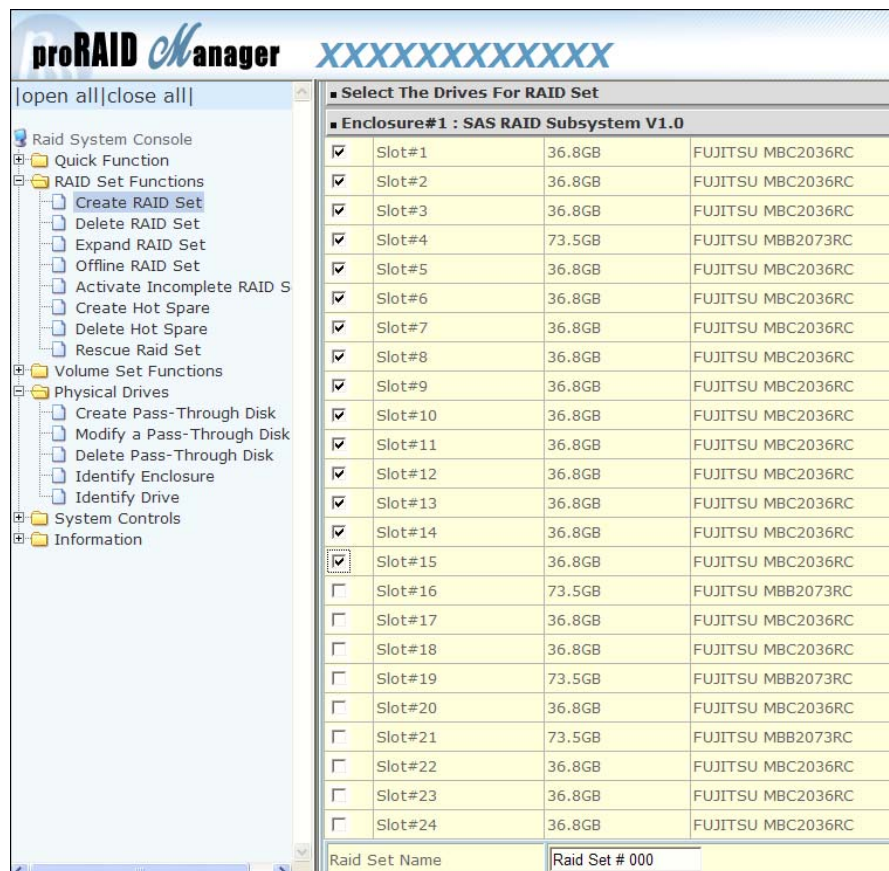 proRAID Manager XXXXXXXXXXXXX
|open all|close all|
Raid System Console
Quick Function
RAID Set Functions
Create RAID Set
Delete RAID Set
Expand RAID Set
Offline RAID Set
Activate Incomplete RAID S
Create Hot Spare
Delete Hot Spare
Rescue Raid Set
Volume Set Functions
Physical Drives
Create Pass-Through Disk
Modify a Pass-Through Disk
Delete Pass-Through Disk
Identify Enclosure
Identify Drive
System Controls
Information
Select The Drives For RAID Set
Enclosure#1 : SAS RAID Subsystem V1.0
Slot#1 36.8GB FUJITSU MBC2036RC
Slot#2 36.8GB FUJITSU MBC2036RC
Slot#3 36.8GB FUJITSU MBC2036RC
Slot#4 73.5GB FUJITSU MBB2073RC
Slot#5 36.8GB FUJITSU MBC2036RC
Slot#6 36.8GB FUJITSU MBC2036RC
Slot#7 36.8GB FUJITSU MBC2036RC
Slot#8 36.8GB FUJITSU MBC2036RC
Slot#9 36.8GB FUJITSU MBC2036RC
Slot#10 36.8GB FUJITSU MBC2036RC
Slot#11 36.8GB FUJITSU MBC2036RC
Slot#12 36.8GB FUJITSU MBC2036RC
Slot#13 36.8GB FUJITSU MBC2036RC
Slot#14 36.8GB FUJITSU MBC2036RC
Slot#15 36.8GB FUJITSU MBC2036RC
Slot#16 73.5GB FUJITSU MBB2073RC
Slot#17 36.8GB FUJITSU MBC2036RC
Slot#18 36.8GB FUJITSU MBC2036RC
Slot#19 73.5GB FUJITSU MBB2073RC
Slot#20 36.8GB FUJITSU MBC2036RC
Slot#21 73.5GB FUJITSU MBB2073RC
Slot#22 36.8GB FUJITSU MBC2036RC
Slot#23 36.8GB FUJITSU MBC2036RC
Slot#24 36.8GB FUJITSU MBC2036RC
Raid Set Name Raid Set # 000